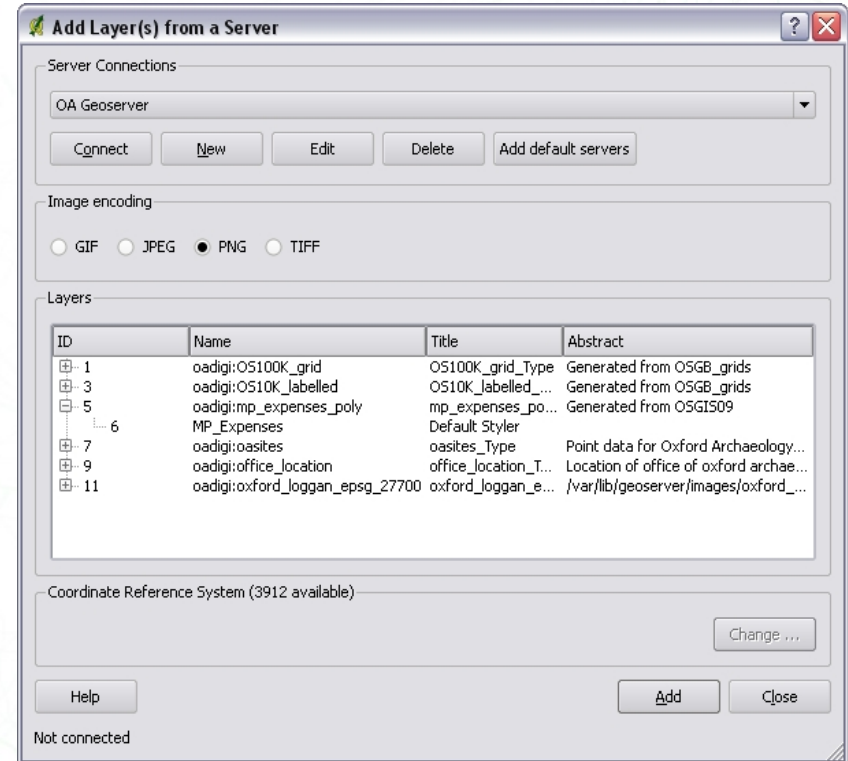 Add Layer(s) from a Server
Server Connections
OA Geoserver
Connect New Edit Delete Add default servers
Image encoding
GIF JPEG PNG TIFF
Layers
ID Name Title Abstract
1 oadigi:OS100K_grid OS100K_grid_Type Generated from OSGB_grids
3 oadigi:OS10K_labelled OS10K_labelled_... Generated from OSGB_grids
5 oadigi:mp_expenses_poly mp_expenses_po... Generated from OSGIS09
6 MP_Expenses Default Styler
7 oadigi:oasites oasites_Type Point data for Oxford Archaeology...
9 oadigi:office_location office_location_T... Location of office of oxford archae...
11 oadigi:oxford_loggan_epsg_27700 oxford_loggan_e... /var/lib/geoserver/images/oxford_...
Coordinate Reference System (3912 available)
Change ...
Help Add Close
Not connected